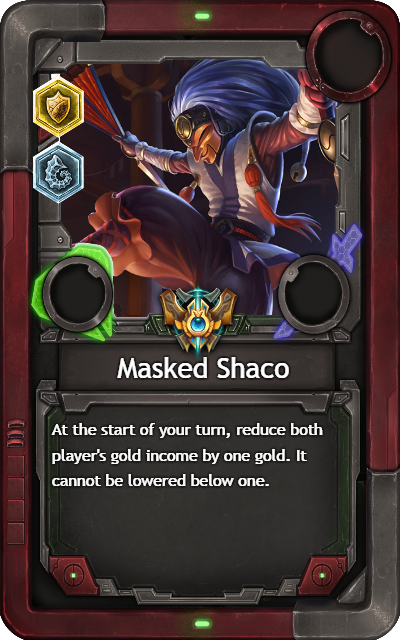 Masked Shaco
At the start of your turn, reduce both
player's gold income by one gold. It
cannot be lowered below one.